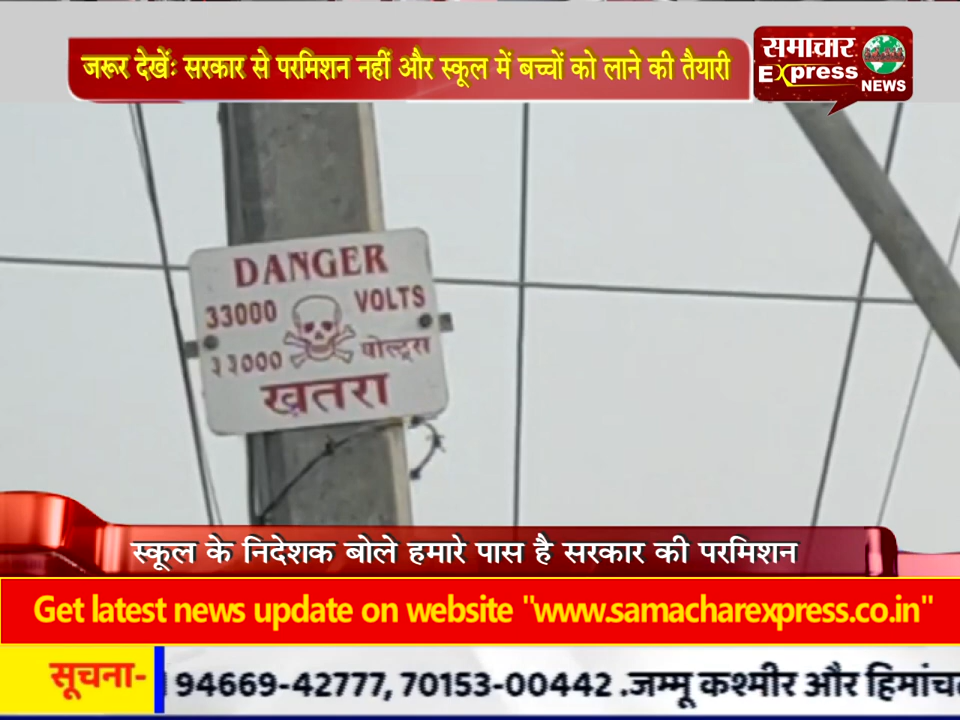 जरूर देखेंः सरकार से परमिशन नहीं और स्कूल में बच्चों को लाने की तैयारी
समाचार
Express
NEWS
DANGER
33000 VOLTS
३३000 वोल्ट्स
खतरा
स्कूल के निदेशक बोले हमारे पास है सरकार की परमिशन
Get latest news update on website "www.samacharexpress.co.in"
सूचना- 94669-42777, 70153-00442 .जम्मू कश्मीर और हिमांच